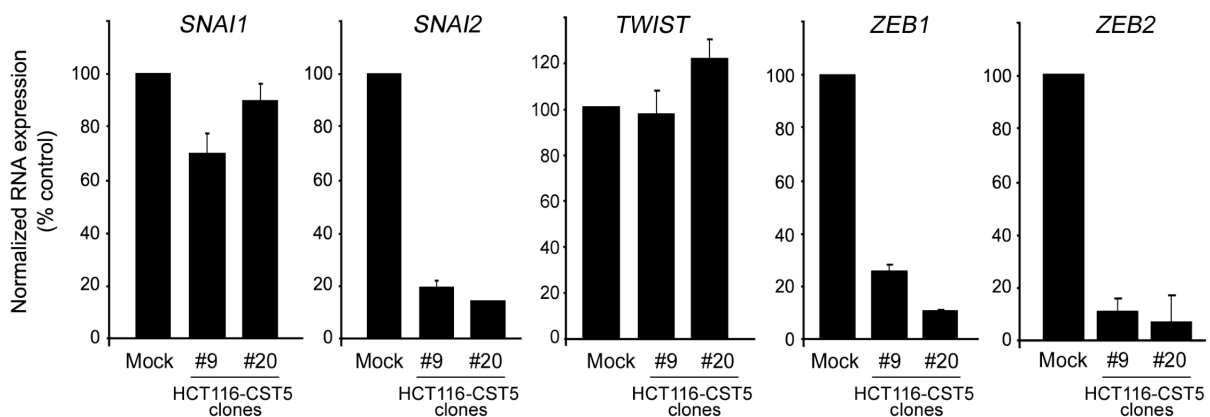 Normalized RNA expression
(% control)
SNAI1
100
80
60
40
20
0
Mock #9 #20
HCT116-CST5
clones
SNAI2
100
80
60
40
20
0
Mock #9 #20
HCT116-CST5
clones
TWIST
120
100
80
60
40
20
0
Mock #9 #20
HCT116-CST5
clones
ZEB1
100
80
60
40
20
0
Mock #9 #20
HCT116-CST5
clones
ZEB2
100
80
60
40
20
0
Mock #9 #20
HCT116-CST5
clones